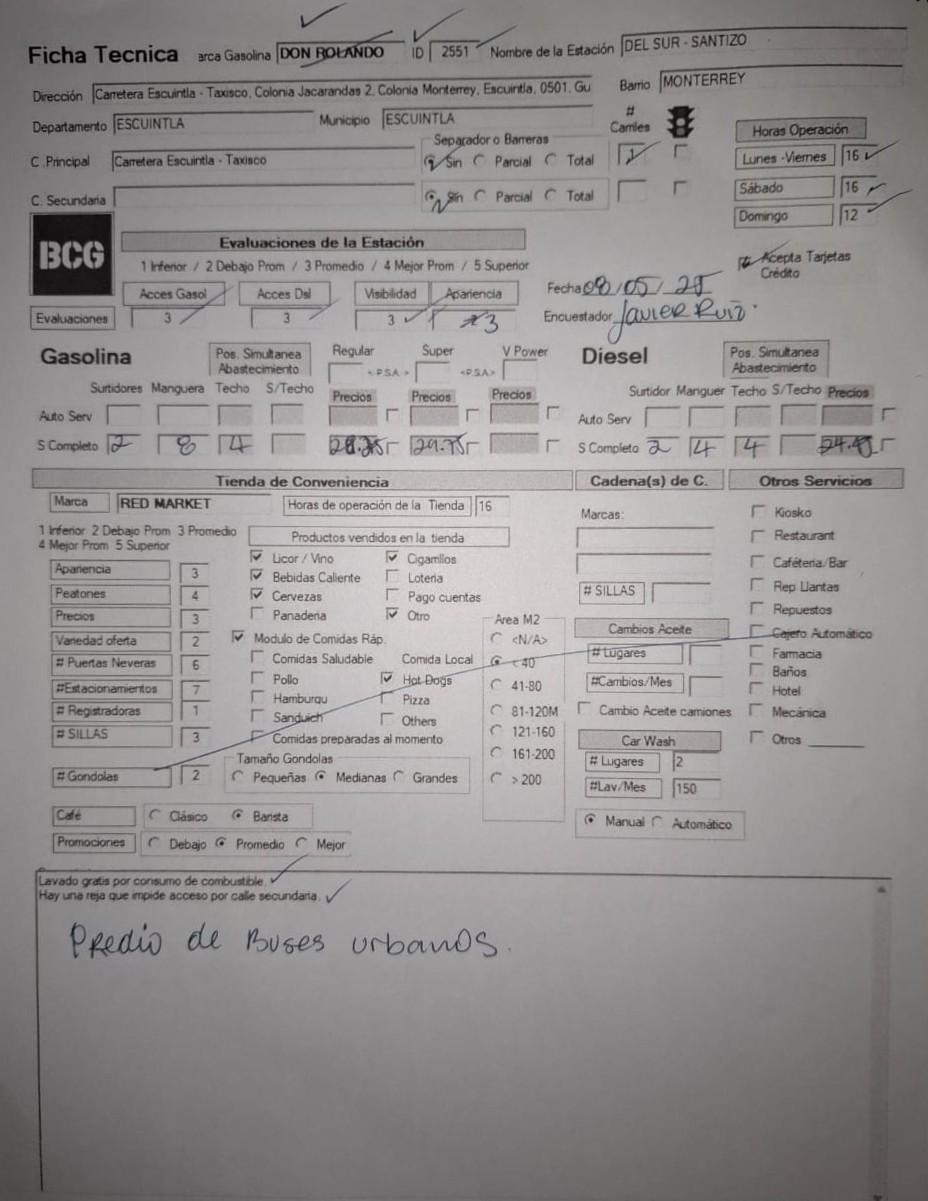 Ficha Tecnica arca Gasolina DON ROLANDO ID 2551 Nombre de la Estación DEL SUR - SANTIZO
Dirección Carretera Escuintla - Taxisco, Colonia Jacarandas 2, Colonia Monterrey, Escuintla, 0501, Gu Barrio MONTERREY
Departamento ESCUINTLA Municipio ESCUINTLA # Carriles
Separador o Barreras Horas Operación
C .Principal Carretera Escuintla - Taxisco Sin Parcial Total 1 Lunes -Viernes 16
C. Secundaria Sin Parcial Total Sábado 16
Domingo 12
BCG
Evaluaciones de la Estación
1 Inferior / 2 Debajo Prom / 3 Promedio / 4 Mejor Prom / 5 Superior Acepta Tarjetas Crédito
Acces Gasol Acces Dsl Visibilidad Apariencia Fecha 08/05/25
Evaluaciones 3 3 3 3 Encuestador Javier Ruiz.
Gasolina Pos. Simultanea Abastecimiento Regular Super V Power Diesel Pos. Simultanea Abastecimiento
<P.S.A.> <P.S.A.>
Surtidores Manguera Techo S/Techo Precios Precios Precios Surtidor Manguer Techo S/Techo Precios
Auto Serv Auto Serv
S Completo 2 8 4 29.75 S Completo 2 4 4
Tienda de Conveniencia Cadena(s) de C. Otros Servicios
Marca RED MARKET Horas de operación de la Tienda 16 Marcas: Kiosko
1 Inferior 2 Debajo Prom 3 Promedio
4 Mejor Prom 5 Superior
Productos vendidos en la tienda Restaurant
Apariencia 3 Licor / Vino Cigarrillos Cafétería/Bar
Peatones 4 Bebidas Caliente Loteria # SILLAS Rep Llantas
Precios 3 Cervezas Pago cuentas Repuestos
Panaderia Otro Area M2
Variedad oferta 2 Modulo de Comidas Ráp. <N/A> Cambios Aceite Cajero Automático
# Puertas Neveras 6 Comidas Saludable Comida Local < 40 # Lugares Farmacia
#Estacionamientos 7 Pollo Hot Dogs 41-80 #Cambios/Mes Baños
Hamburqu Pizza Hotel
# Registradoras 1 Sanduich Others 81-120M Cambio Aceite camiones Mecánica
# SILLAS 3 Comidas preparadas al momento 121-160 Car Wash Otros
Tamaño Gondolas 161-200 # Lugares 2
# Gondolas 2 Pequeñas Medianas Grandes > 200 #Lav/Mes 150
Café Clásico Barista Manual Automático
Promociones Debajo Promedio Mejor
Lavado gratis por consumo de combustible.
Hay una reja que impide acceso por calle secundaria.
Predio de Buses urbanos.